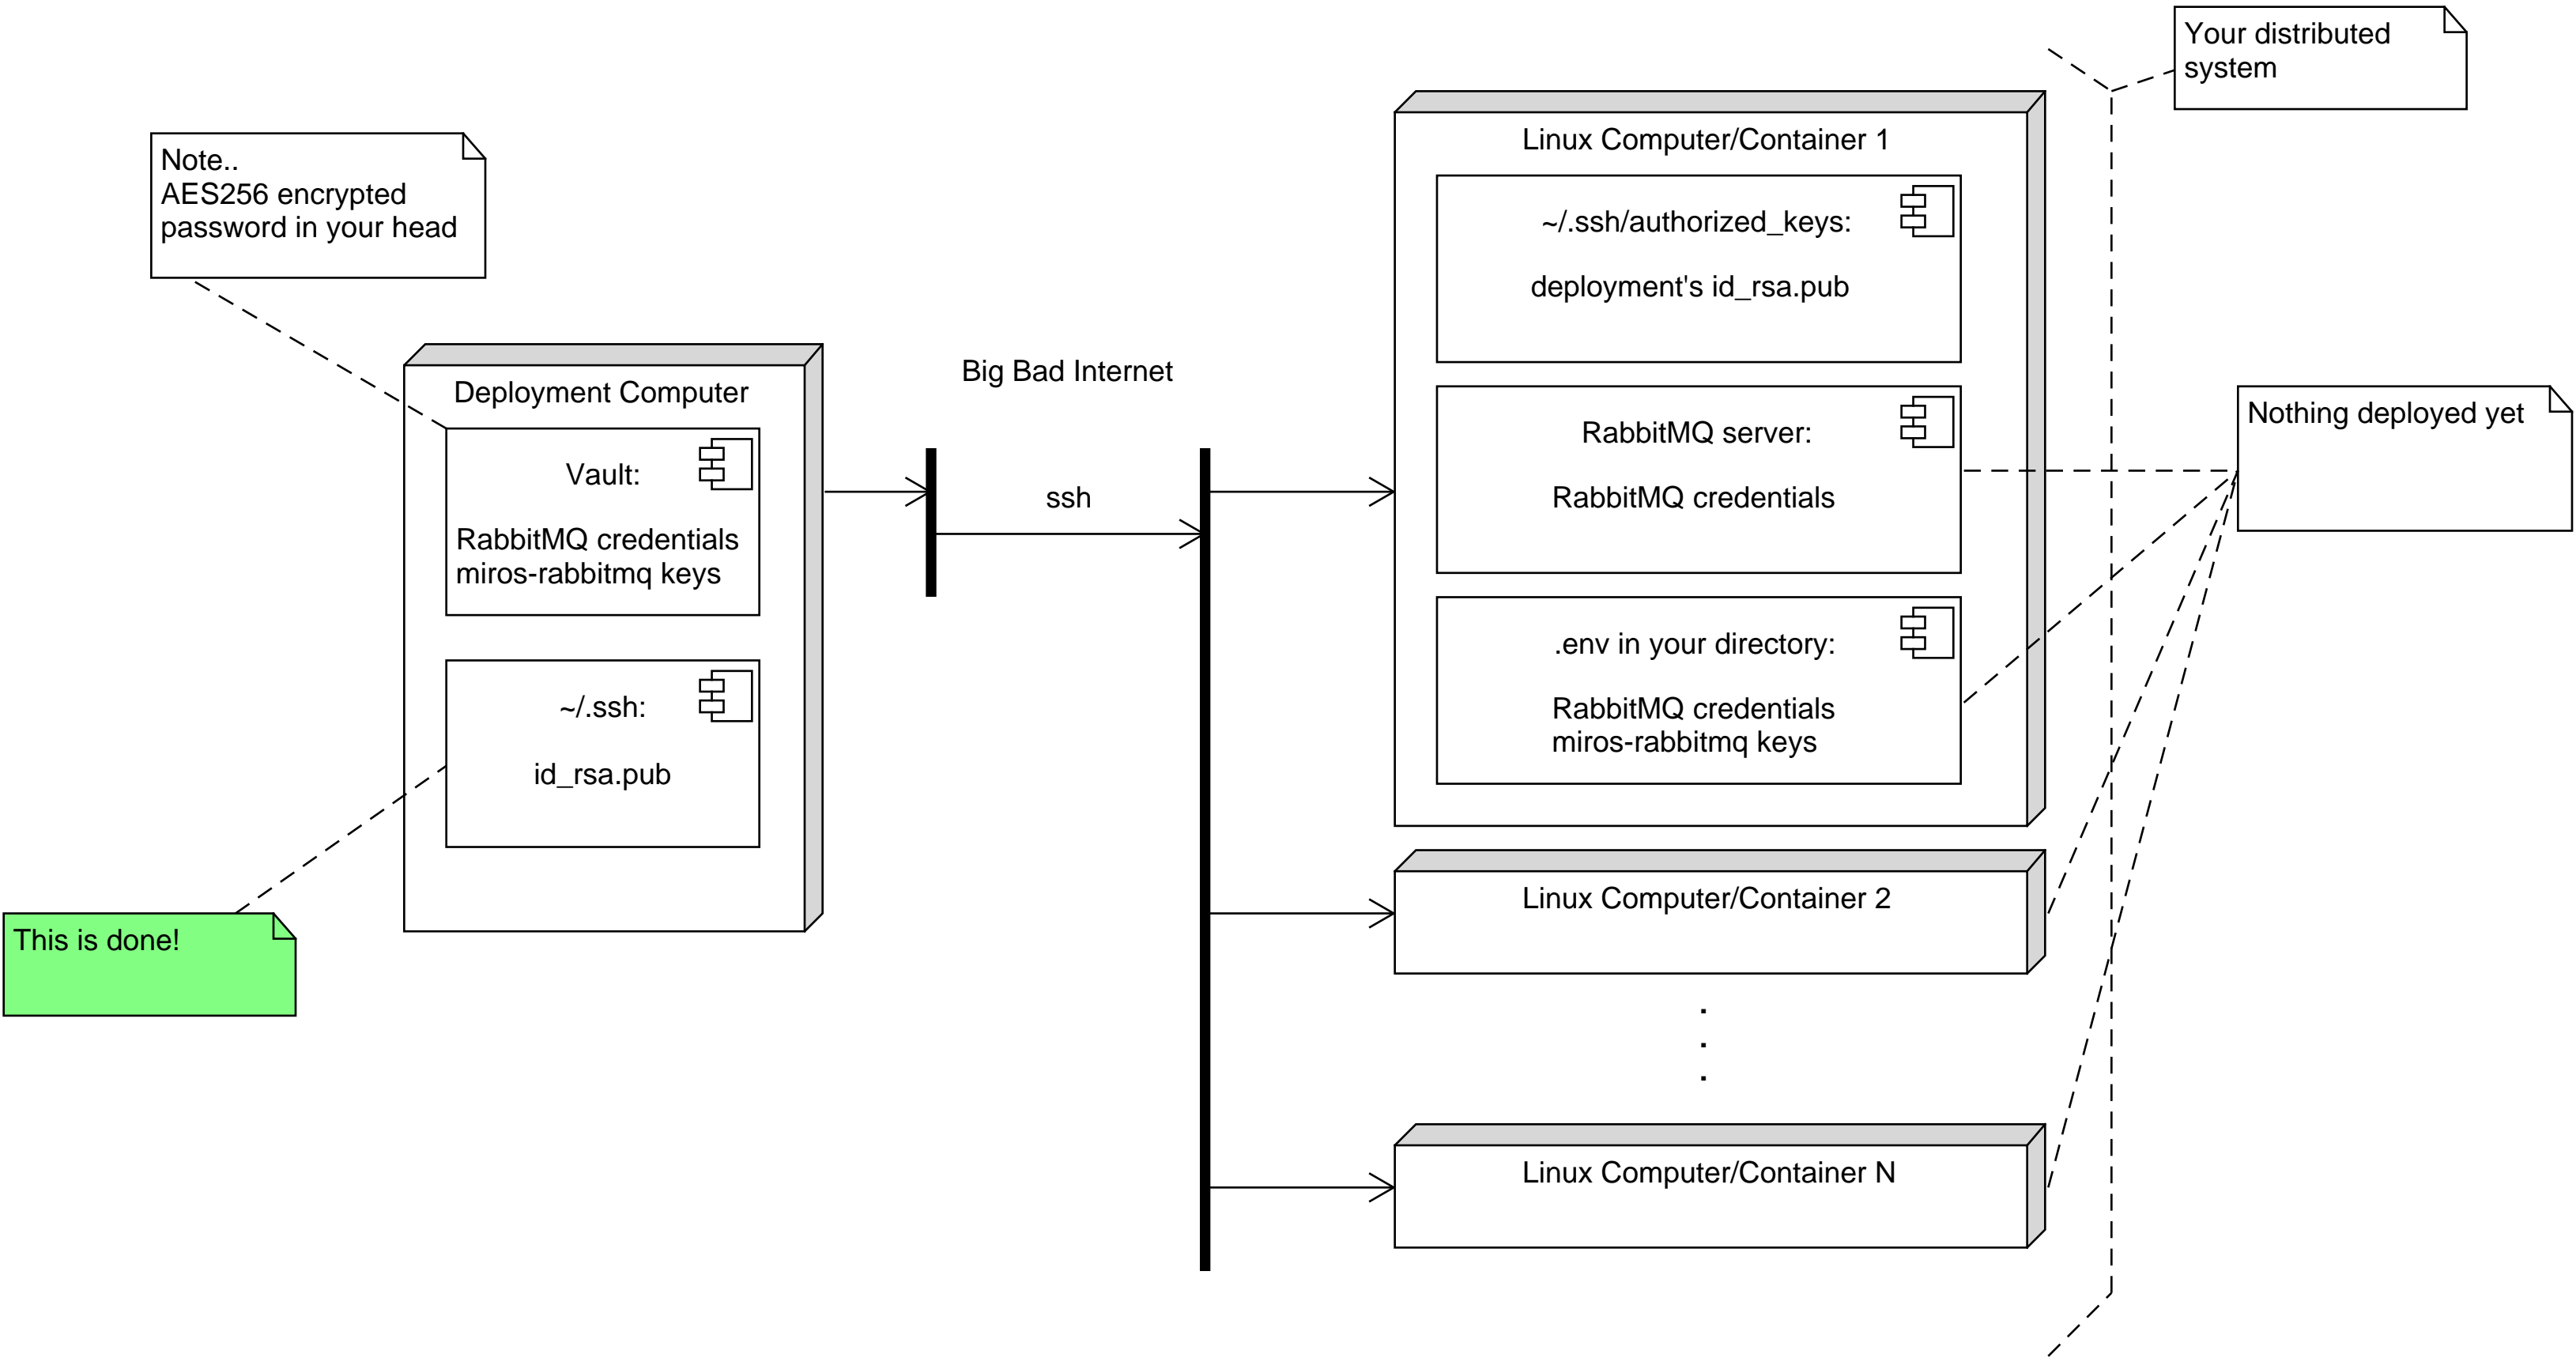 Your distributed
system
Note..
AES256 encrypted
password in your head
Linux Computer/Container 1
~/.ssh/authorized_keys:
deployment's id_rsa.pub
Big Bad Internet
Deployment Computer
Vault:
RabbitMQ credentials
miros-rabbitmq keys
ssh
RabbitMQ server:
RabbitMQ credentials
Nothing deployed yet
.env in your directory:
RabbitMQ credentials
miros-rabbitmq keys
~/.ssh:
id_rsa.pub
This is done!
Linux Computer/Container 2
.
.
.
Linux Computer/Container N